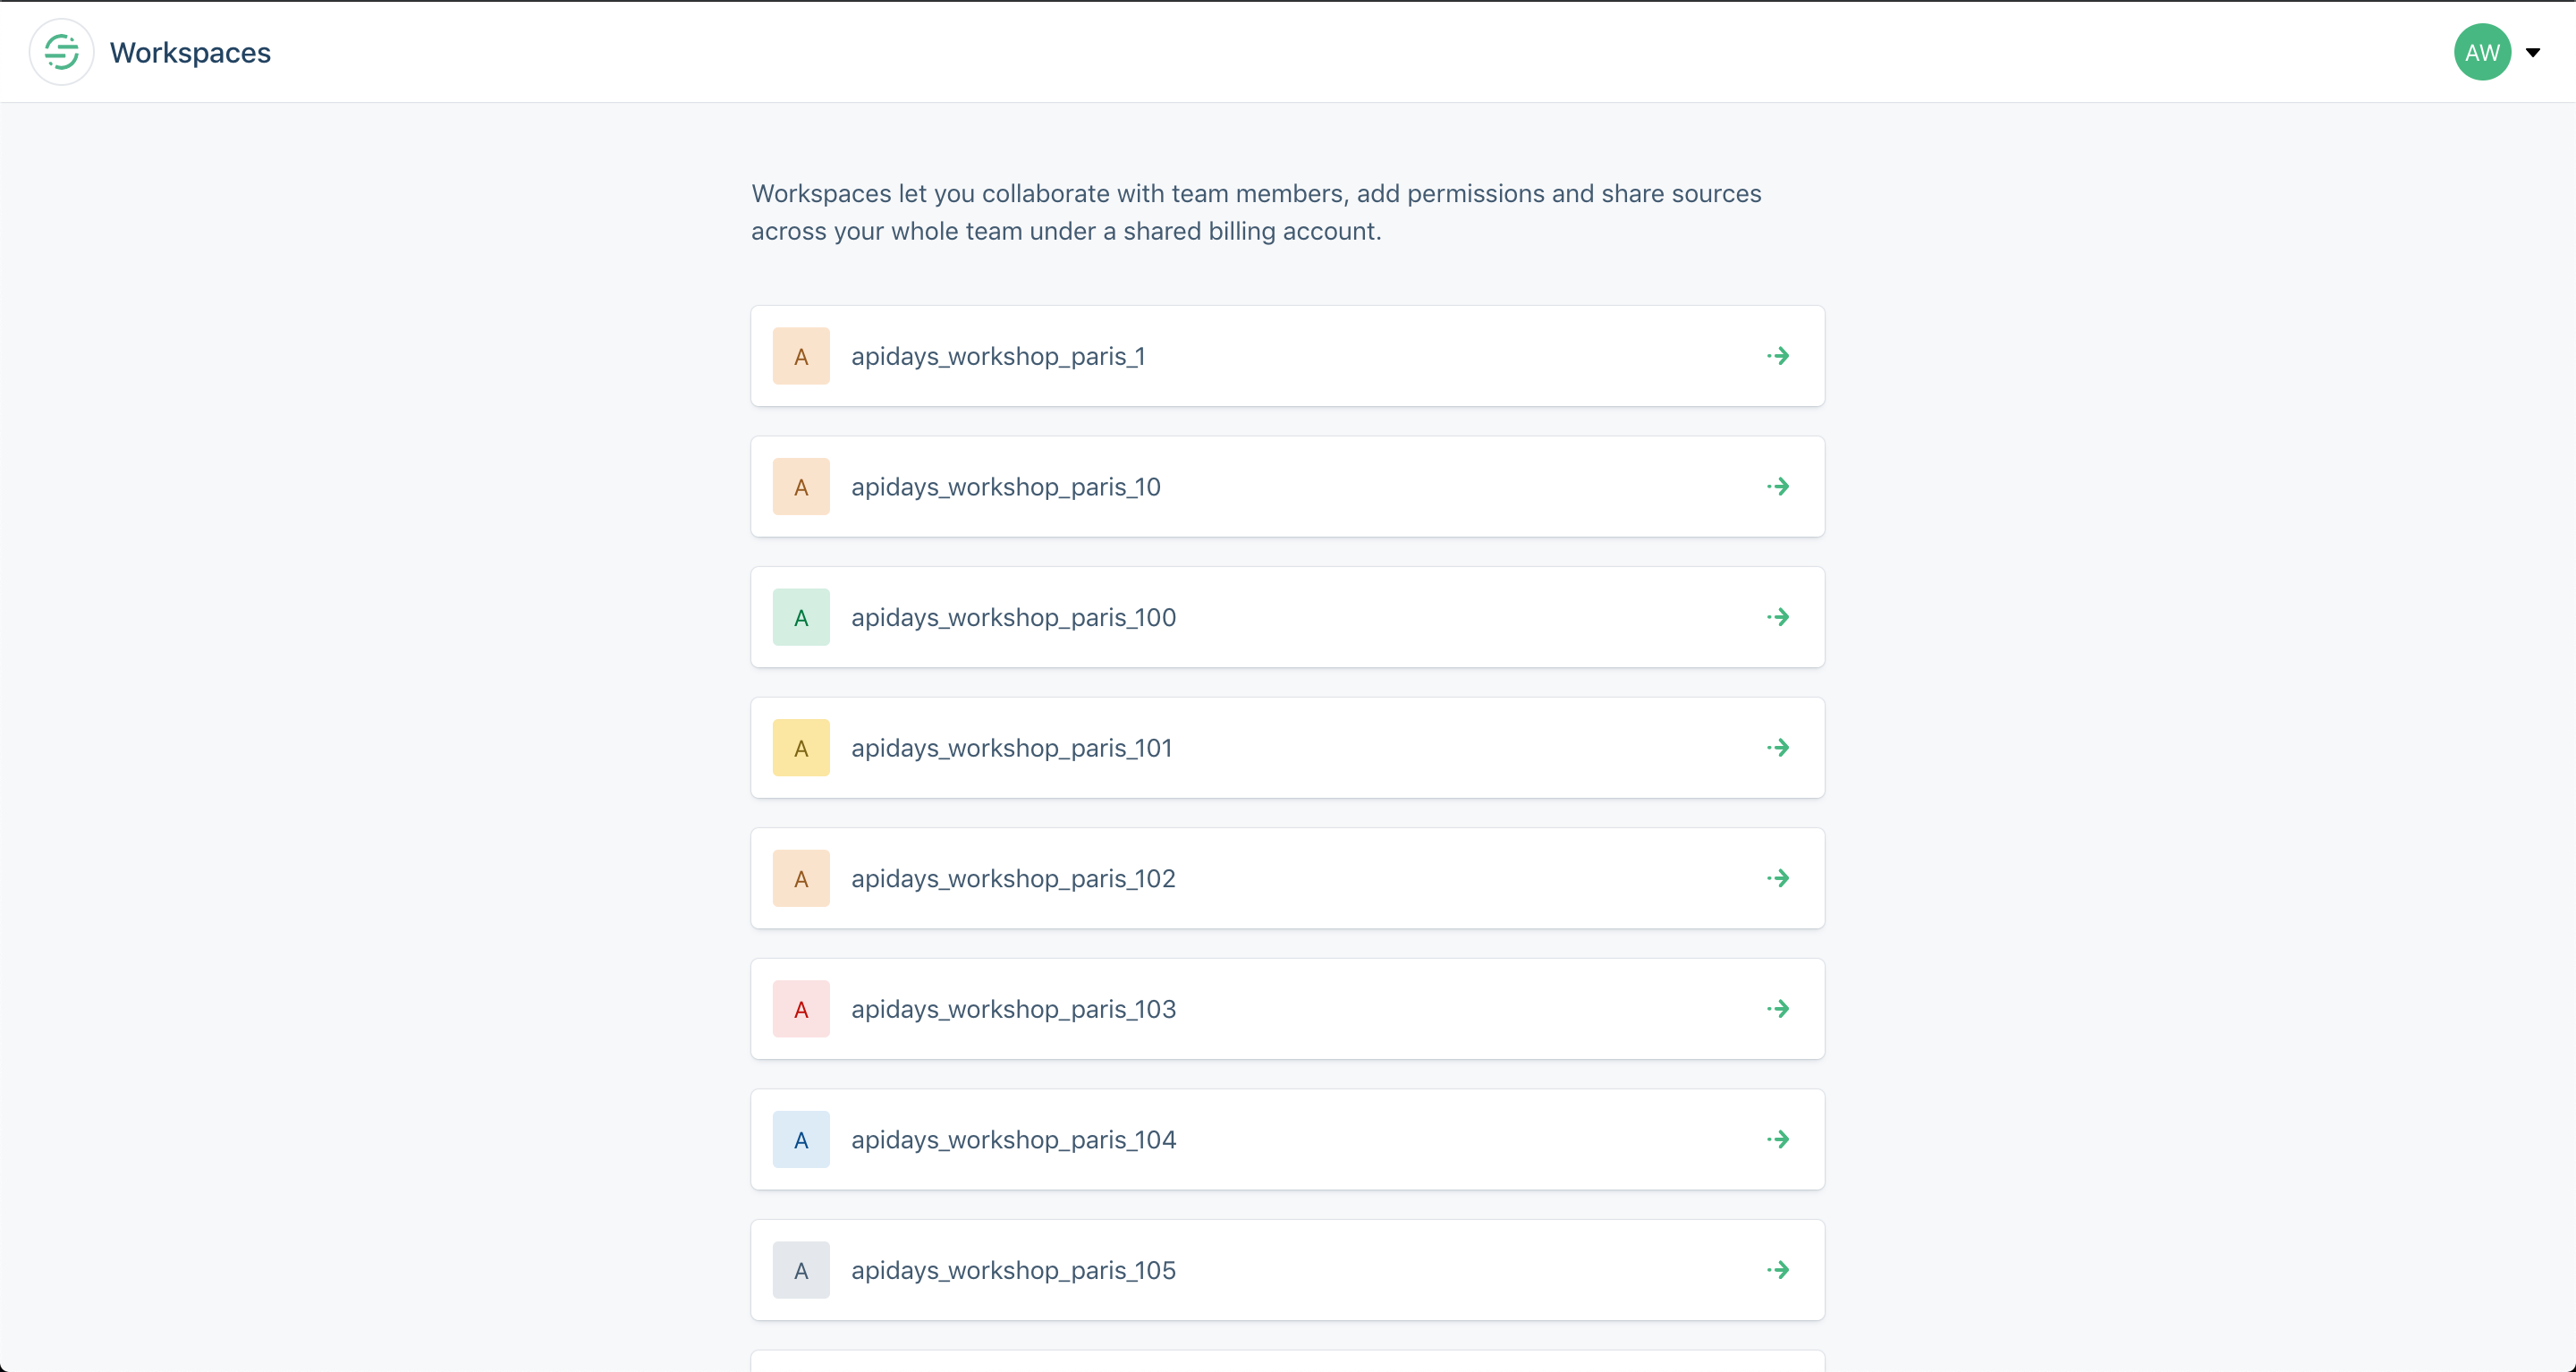 Workspaces
AW
Workspaces let you collaborate with team members, add permissions and share sources
across your whole team under a shared billing account.
A apidays_workshop_paris_1
A apidays_workshop_paris_10
A apidays_workshop_paris_100
A apidays_workshop_paris_101
A apidays_workshop_paris_102
A apidays_workshop_paris_103
A apidays_workshop_paris_104
A apidays_workshop_paris_105